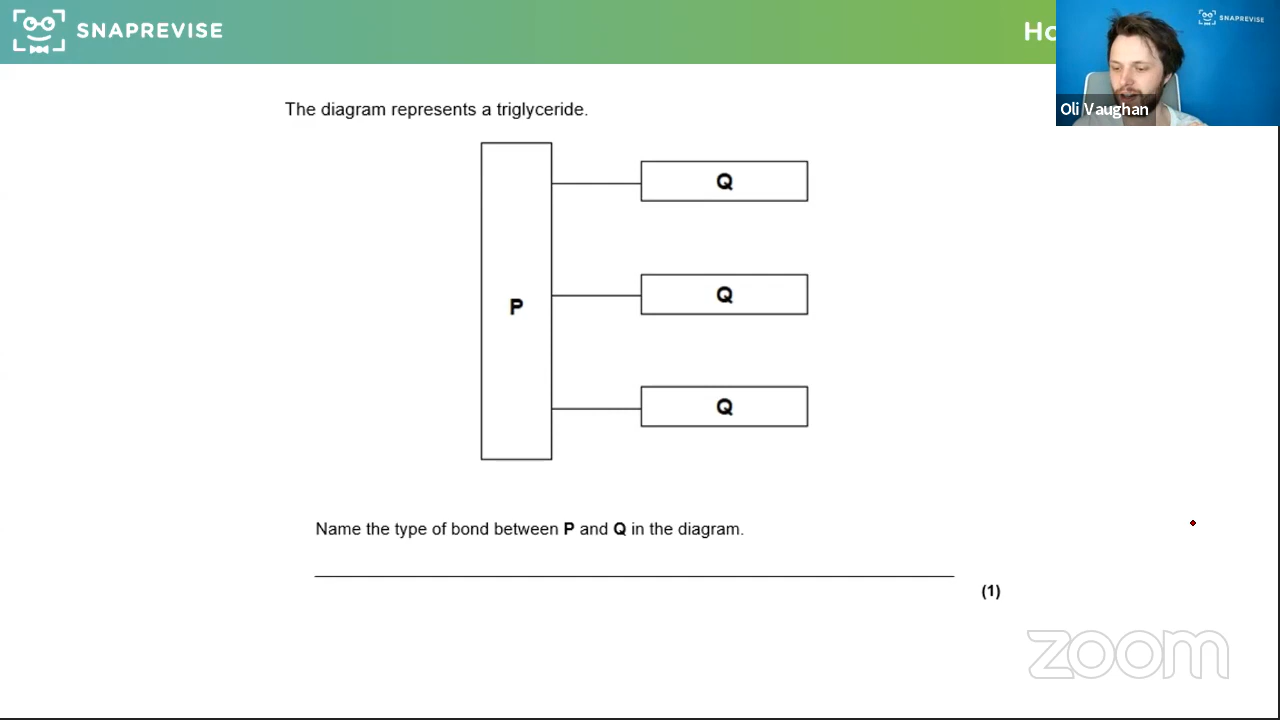 SNAPREVISE
Ho
SNAPREVISE
Oli Vaughan
The diagram represents a triglyceride.
Q
Q
P
Q
Name the type of bond between P and Q in the diagram.
(1)
zoom